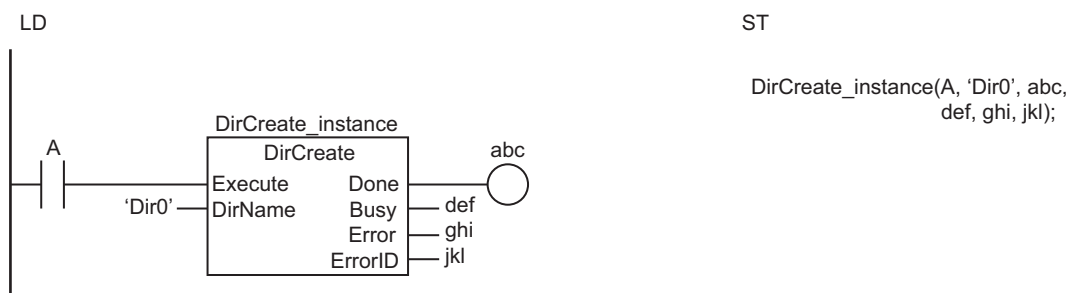 LD
ST
DirCreate_instance(A, ‘Dir0’, abc,
def, ghi, jkl);
DirCreate_instance
A
DirCreate
abc
Execute Done
‘Dir0’ DirName Busy def
Error ghi
ErrorID jkl